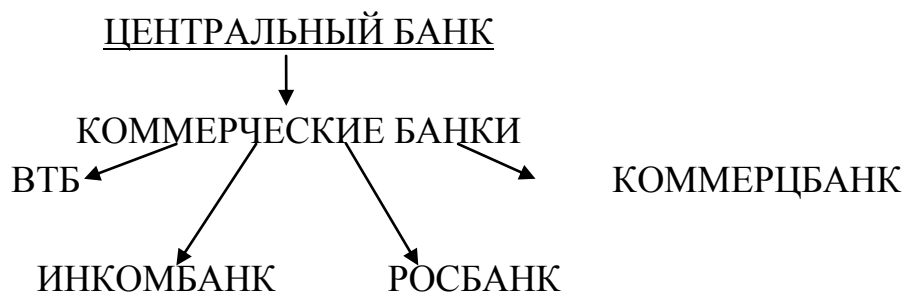 ЦЕНТРАЛЬНЫЙ БАНК
КОММЕРЧЕСКИЕ БАНКИ
ВТБ КОММЕРЦБАНК
ИНКОМБАНК РОСБАНК